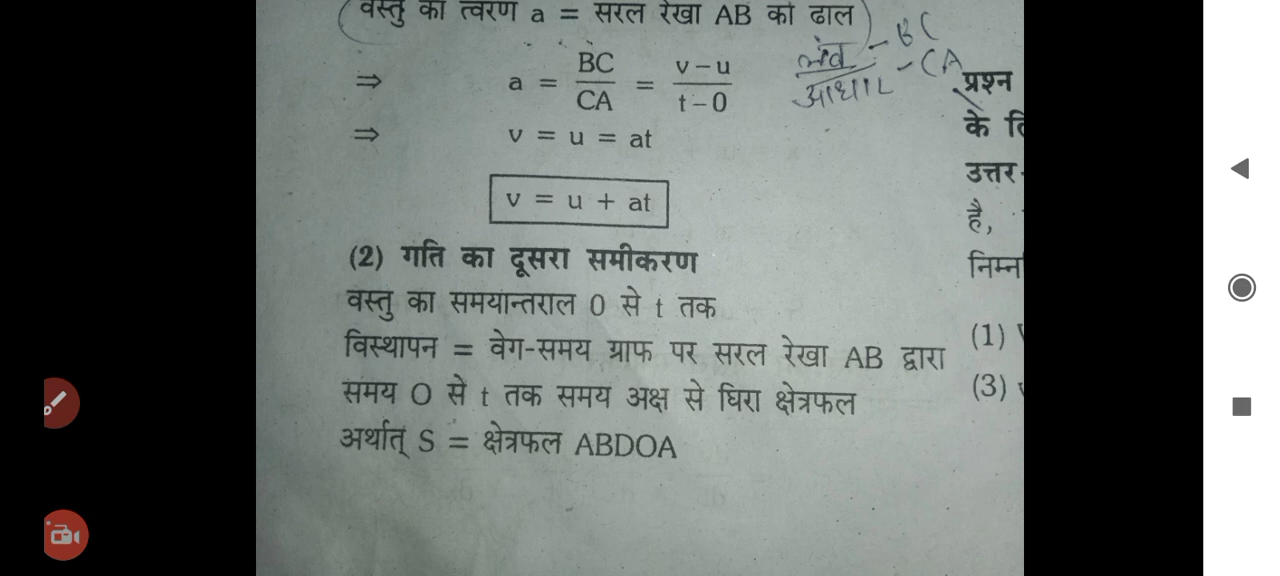 वस्तु का त्वरण a = सरल रेखा AB की ढाल
लंब - BC
आधार - CA
⇒ a = BC/CA = v – u/t – 0
⇒ v = u = at
v = u + at
(2) गति का दूसरा समीकरण
वस्तु का समयान्तराल 0 से t तक
विस्थापन = वेग-समय ग्राफ पर सरल रेखा AB द्वारा
समय O से t तक समय अक्ष से घिरा क्षेत्रफल
अर्थात् S = क्षेत्रफल ABDOA
प्रश्न
के
उत्तर
है,
निम्न
(1)
(3)